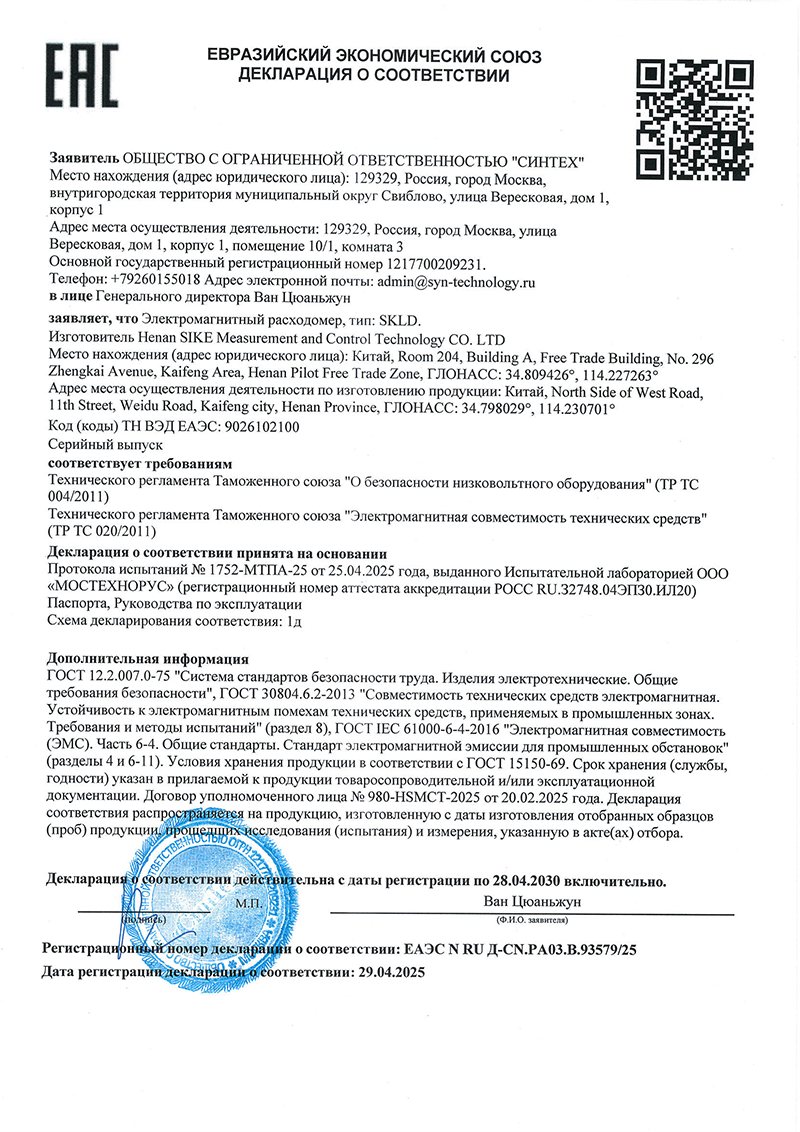 EAC
ЕВРАЗИЙСКИЙ ЭКОНОМИЧЕСКИЙ СОЮЗ
ДЕКЛАРАЦИЯ О СООТВЕТСТВИИ
Заявитель ОБЩЕСТВО С ОГРАНИЧЕННОЙ ОТВЕТСТВЕННОСТЬЮ "СИНТЕХ"
Место нахождения (адрес юридического лица): 129329, Россия, город Москва,
внутригородская территория муниципальный округ Свиблово, улица Вересковая, дом 1,
корпус 1
Адрес места осуществления деятельности: 129329, Россия, город Москва, улица
Вересковая, дом 1, корпус 1, помещение 10/1, комната 3
Основной государственный регистрационный номер 1217700209231.
Телефон: +79260155018 Адрес электронной почты: admin@syn-technology.ru
в лице Генерального директора Ван Цюаньжун
заявляет, что Электромагнитный расходомер, тип: SKLD.
Изготовитель Henan SIKE Measurement and Control Technology CO. LTD
Место нахождения (адрес юридического лица): Китай, Room 204, Building A, Free Trade Building, No. 296
Zhengkai Avenue, Kaifeng Area, Henan Pilot Free Trade Zone, ГЛОНАСС: 34.809426°, 114.227263°
Адрес места осуществления деятельности по изготовлению продукции: Китай, North Side of West Road,
11th Street, Weidu Road, Kaifeng city, Henan Province, ГЛОНАСС: 34.798029°, 114.230701°
Код (коды) ТН ВЭД ЕАЭС: 9026102100
Серийный выпуск
соответствует требованиям
Технического регламента Таможенного союза "О безопасности низковольтного оборудования" (ТР ТС
004/2011)
Технического регламента Таможенного союза "Электромагнитная совместимость технических средств"
(ТР ТС 020/2011)
Декларация о соответствии принята на основании
Протокола испытаний № 1752-МТПА-25 от 25.04.2025 года, выданного Испытательной лабораторией ООО
«МОСТЕХНОРУС» (регистрационный номер аттестата аккредитации РОСС RU.32748.04ЭПЗ0.ИЛ20)
Паспорта, Руководства по эксплуатации
Схема декларирования соответствия: 1д
Дополнительная информация
ГОСТ 12.2.007.0-75 "Система стандартов безопасности труда. Изделия электротехнические. Общие
требования безопасности", ГОСТ 30804.6.2-2013 "Совместимость технических средств электромагнитная.
Устойчивость к электромагнитным помехам технических средств, применяемых в промышленных зонах.
Требования и методы испытаний" (раздел 8), ГОСТ IEC 61000-6-4-2016 "Электромагнитная совместимость
(ЭМС). Часть 6-4. Общие стандарты. Стандарт электромагнитной эмиссии для промышленных обстановок"
(разделы 4 и 6-11). Условия хранения продукции в соответствии с ГОСТ 15150-69. Срок хранения (службы,
годности) указан в прилагаемой к продукции товаросопроводительной и/или эксплуатационной
документации. Договор уполномоченного лица № 980-HSMCT-2025 от 20.02.2025 года. Декларация
соответствия распространяется на продукцию, изготовленную с даты изготовления отобранных образцов
(проб) продукции, прошедших исследования (испытания) и измерения, указанную в акте(ах) отбора.
Декларация о соответствии действительна с даты регистрации по 28.04.2030 включительно.
М.П.
Ван Цюаньжун
(подпись)
(Ф.И.О. заявителя)
Регистрационный номер декларации о соответствии: ЕАЭС N RU Д-CN.РА03.В.93579/25
Дата регистрации декларации о соответствии: 29.04.2025